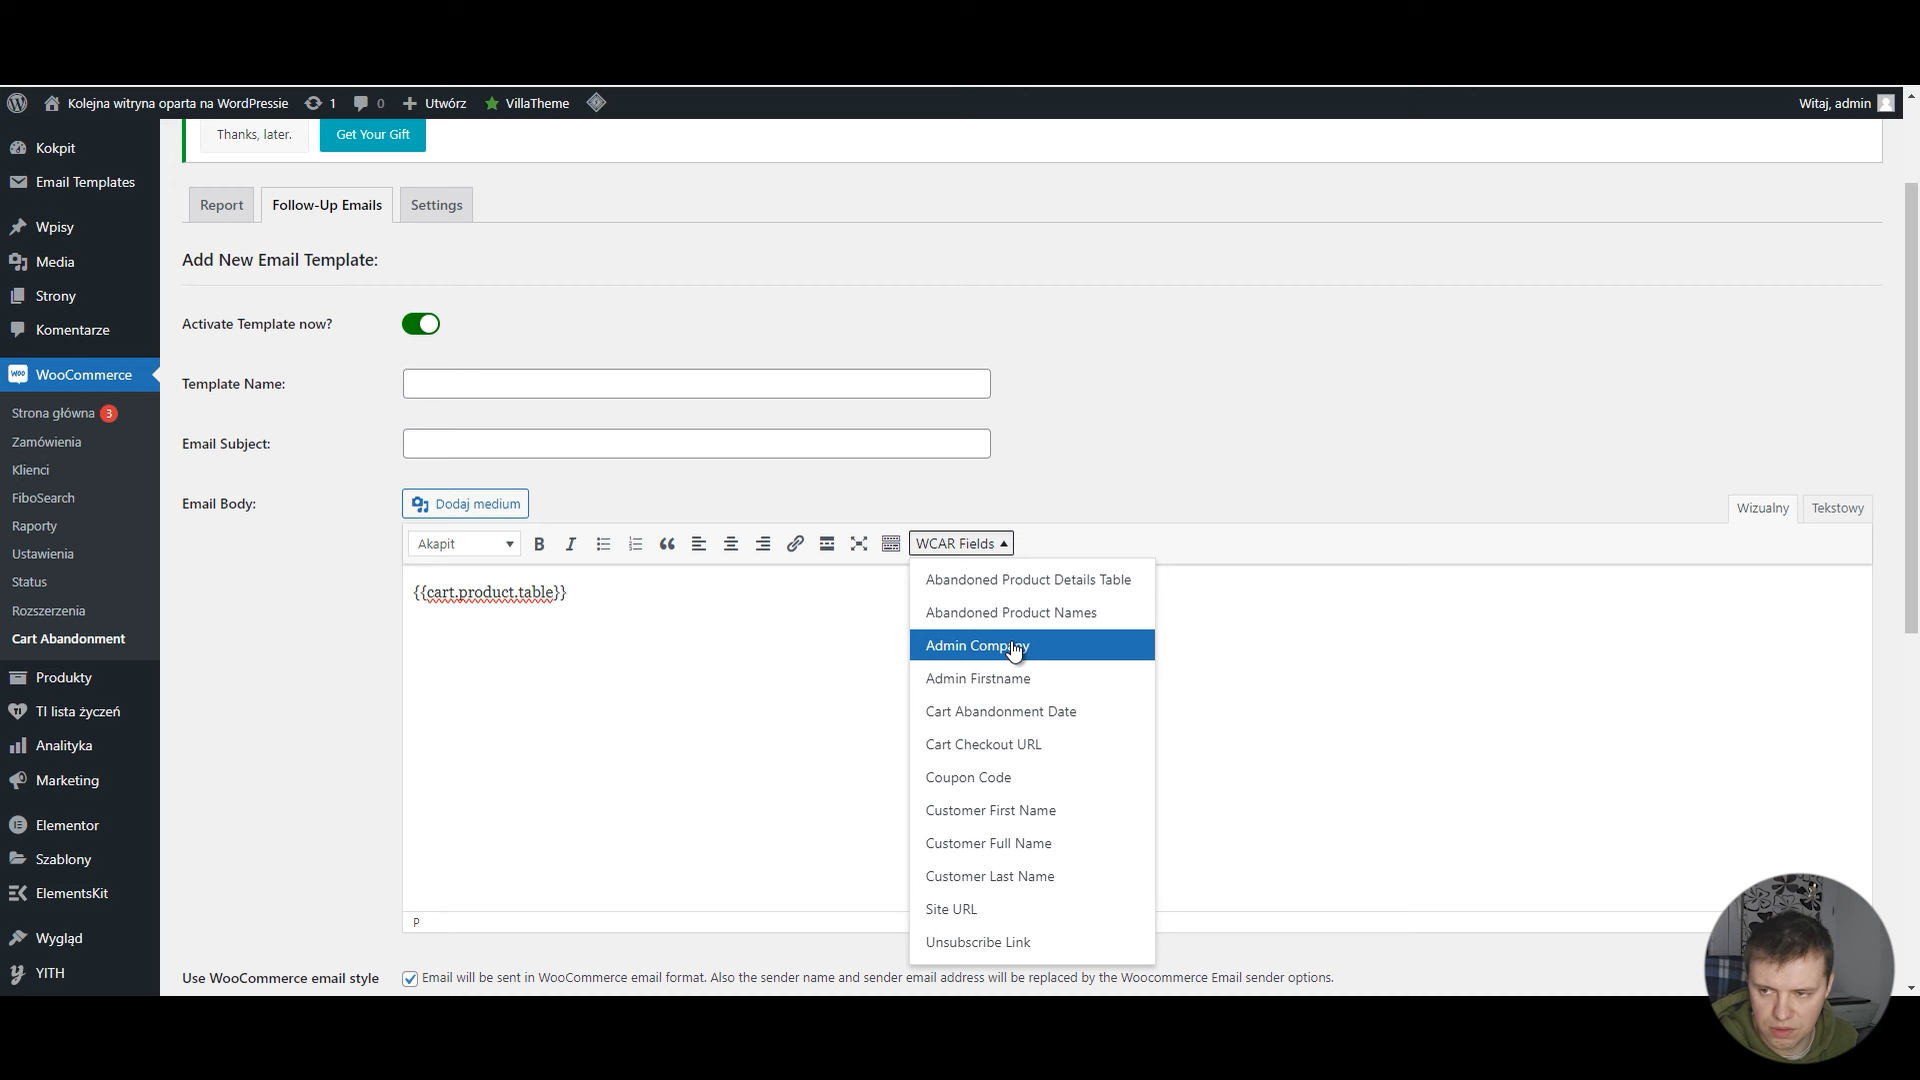 Kolejna witryna oparta na WordPressie 1 0 Utwórz VillaTheme Witaj, admin
Thanks, later. Get Your Gift
Kokpit
Email Templates
Wpisy
Media
Strony
Komentarze
WooCommerce
Strona główna 3
Zamówienia
Klienci
FiboSearch
Raporty
Ustawienia
Status
Rozszerzenia
Cart Abandonment
Produkty
TI lista życzeń
Analityka
Marketing
Elementor
Szablony
ElementsKit
Wygląd
YITH
Report Follow-Up Emails Settings
Add New Email Template:
Activate Template now?
Template Name:
Email Subject:
Email Body: Dodaj medium Wizualny Tekstowy
Akapit B I WCAR Fields
{{cart.product.table}}
Abandoned Product Details Table
Abandoned Product Names
Admin Company
Admin Firstname
Cart Abandonment Date
Cart Checkout URL
Coupon Code
Customer First Name
Customer Full Name
Customer Last Name
Site URL
Unsubscribe Link
P
Use WooCommerce email style Email will be sent in WooCommerce email format. Also the sender name and sender email address will be replaced by the Woocommerce Email sender options.